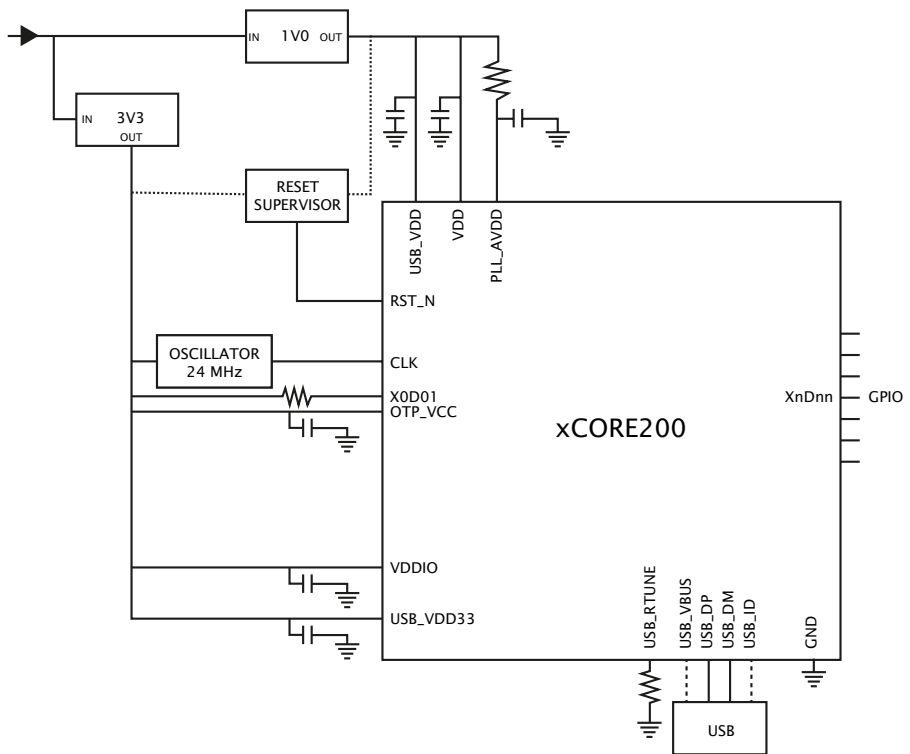 IN 1V0 OUT
IN 3V3
OUT
RESET
SUPERVISOR
USB_VDD
VDD
PLL_AVDD
RST_N
OSCILLATOR
24 MHz
CLK
X0D01
OTP_VCC
XnDnn GPIO
xCORE200
VDDIO
USB_VDD33
USB_RTUNE
USB_VBUS
USB_DP
USB_DM
USB_ID
GND
USB